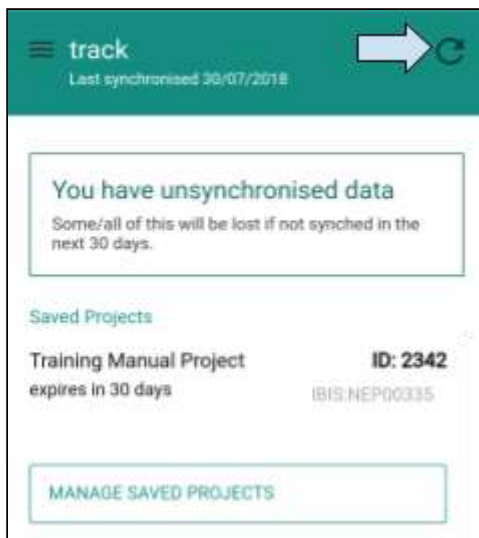 track
Last synchronised 30/07/2018
You have unsynchronised data
Some/all of this will be lost if not synched in the
next 30 days.
Saved Projects
Training Manual Project ID: 2342
expires in 30 days IBIS:NEP00335
MANAGE SAVED PROJECTS